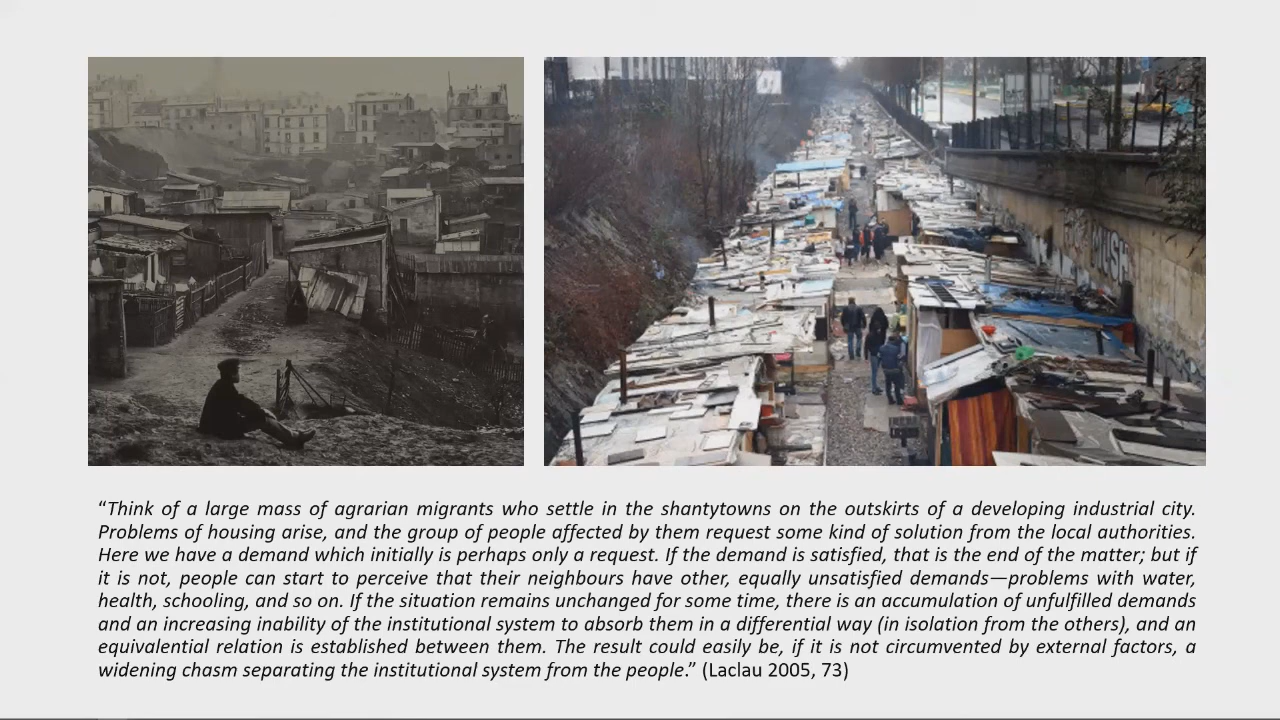 “Think of a large mass of agrarian migrants who settle in the shantytowns on the outskirts of a developing industrial city.
Problems of housing arise, and the group of people affected by them request some kind of solution from the local authorities.
Here we have a demand which initially is perhaps only a request. If the demand is satisfied, that is the end of the matter; but if
it is not, people can start to perceive that their neighbours have other, equally unsatisfied demands—problems with water,
health, schooling, and so on. If the situation remains unchanged for some time, there is an accumulation of unfulfilled demands
and an increasing inability of the institutional system to absorb them in a differential way (in isolation from the others), and an
equivalential relation is established between them. The result could easily be, if it is not circumvented by external factors, a
widening chasm separating the institutional system from the people.” (Laclau 2005, 73)